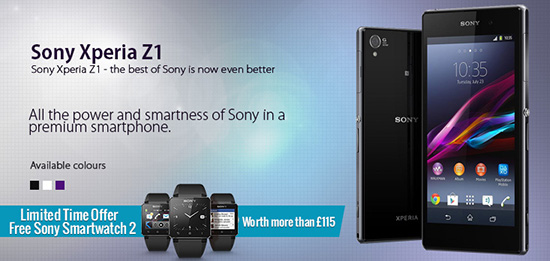 Sony Xperia Z1
Sony Xperia Z1 - the best of Sony is now even better
All the power and smartness of Sony in a
premium smartphone.
Available colours
Limited Time Offer
Free Sony Smartwatch 2
Worth more than £115
SONY
XPERIA
SONY
10:35